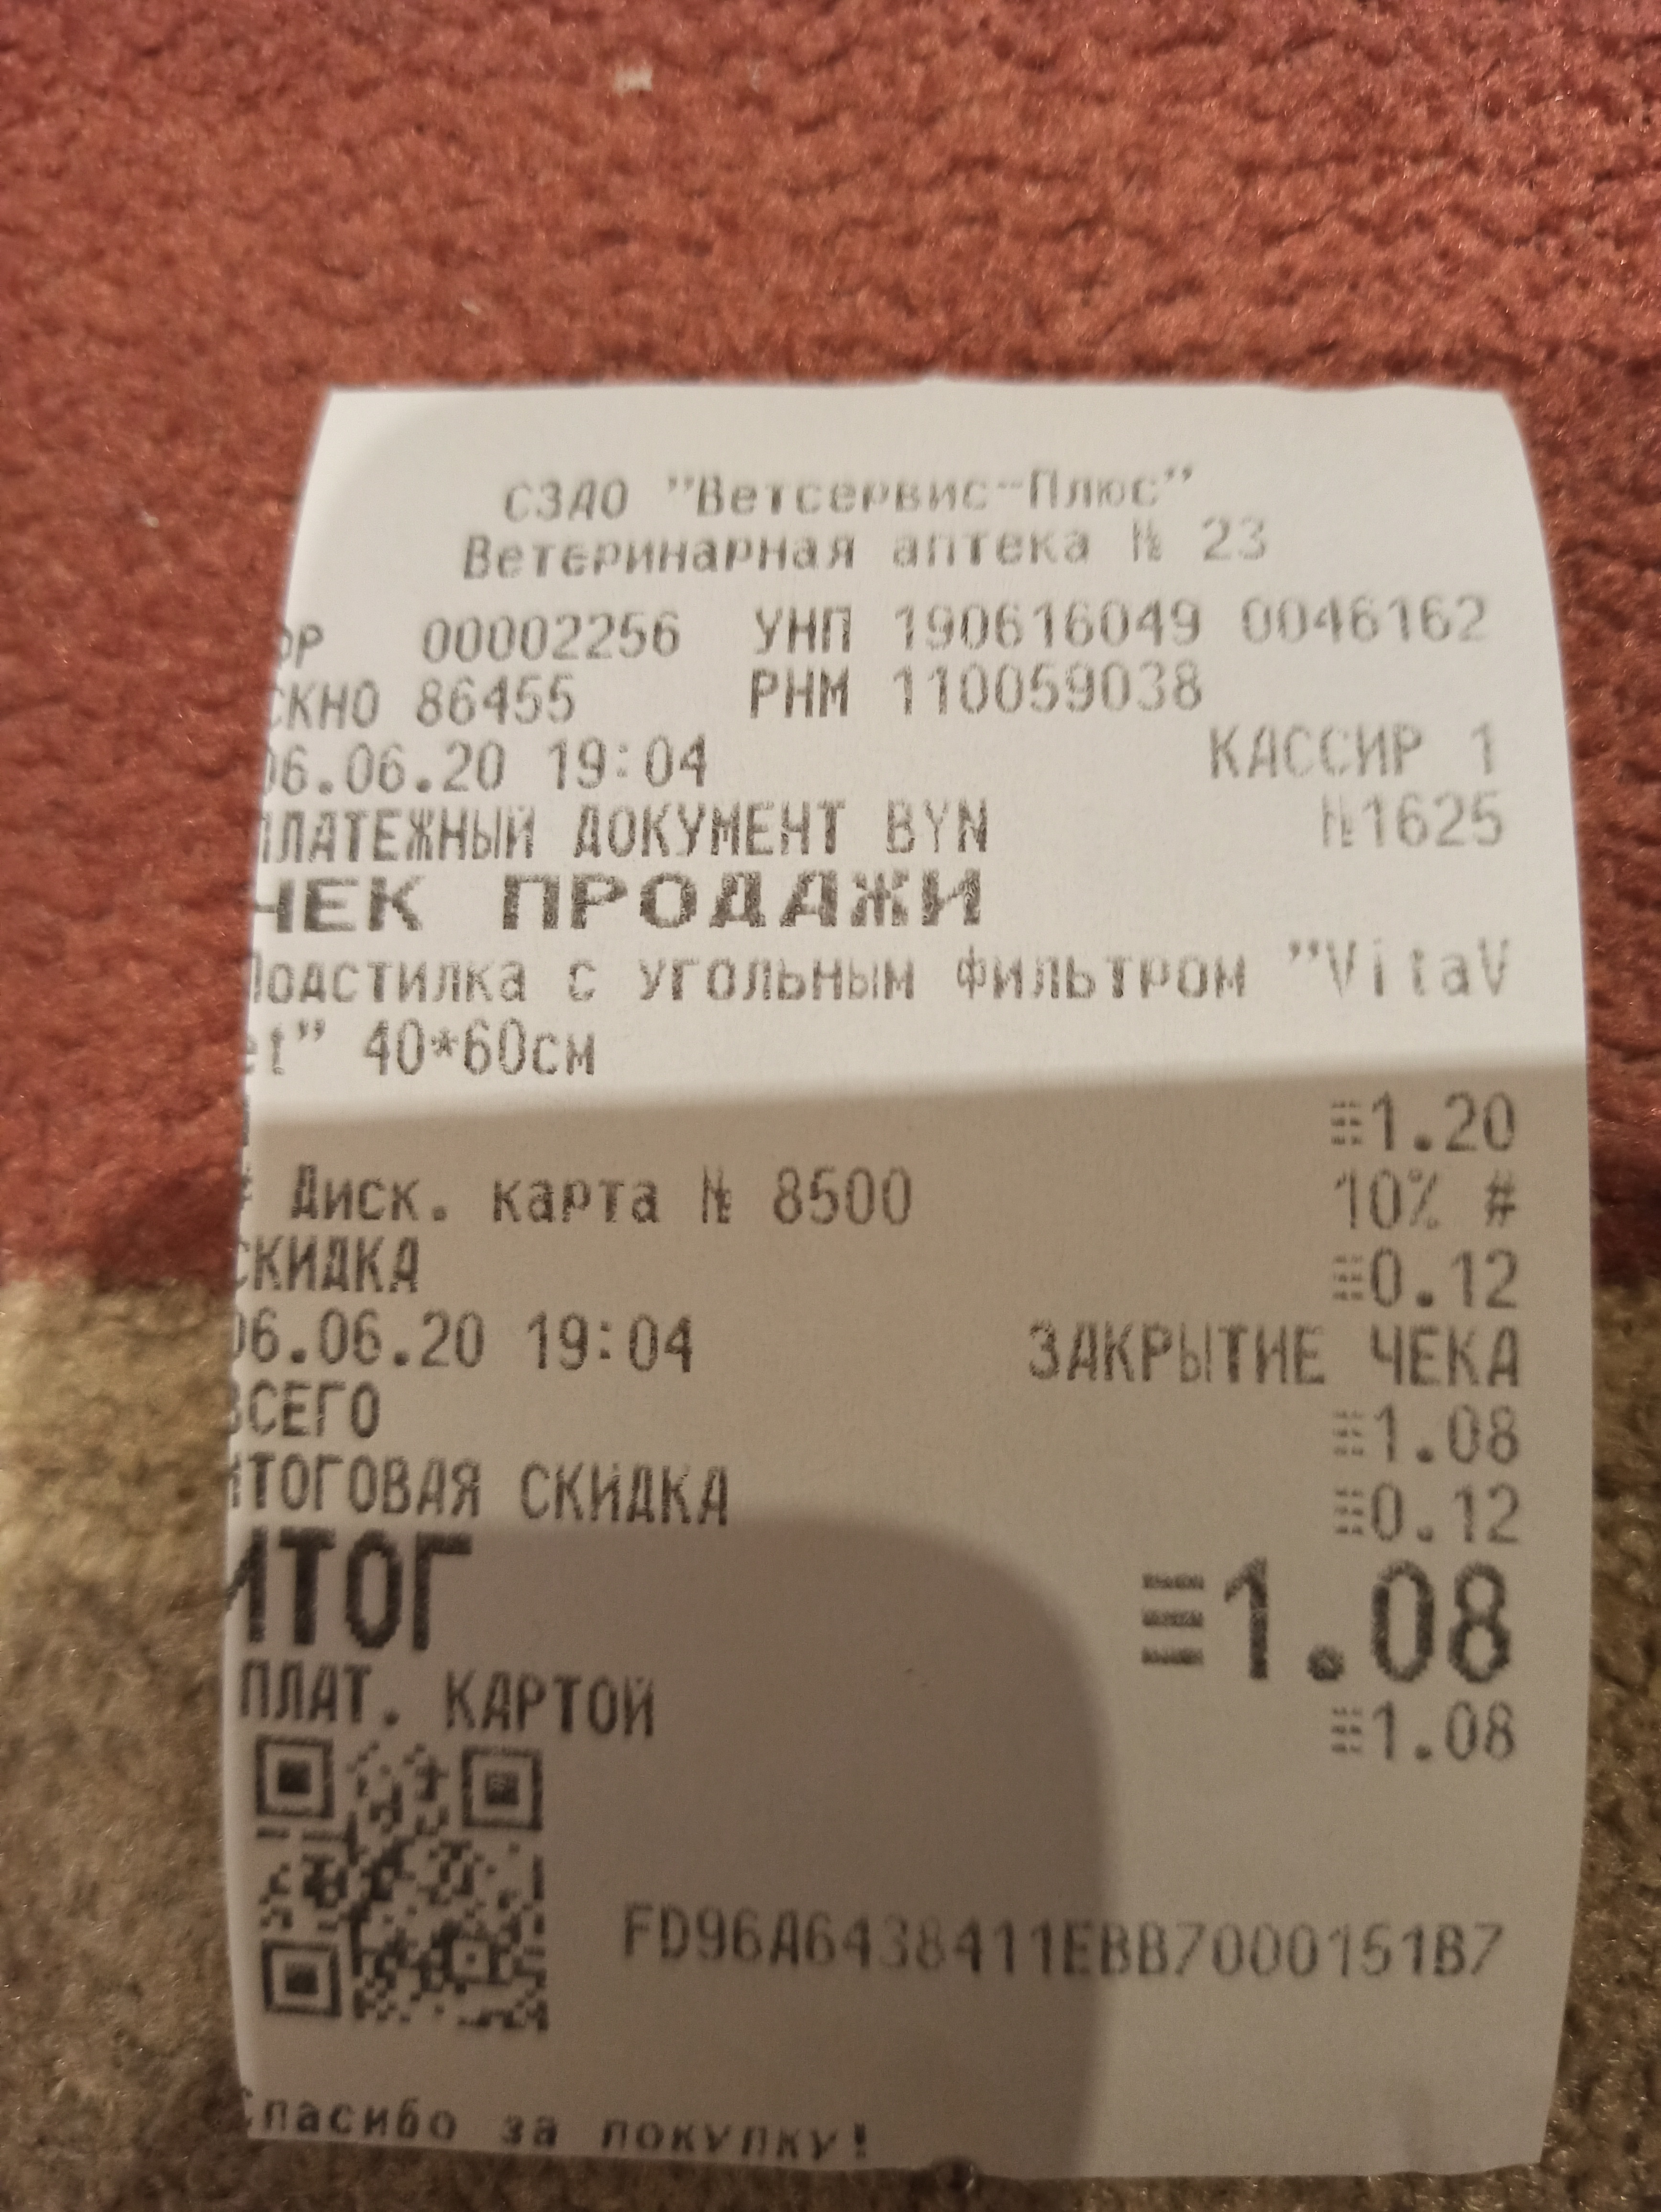 СЗАО "Ветсервис-Плюс"
Ветеринарная аптека № 23
ФР 00002256 УНП 190616049 0046162
СКНО 86455 РНМ 110059038
06.06.20 19:04 КАССИР 1
ПЛАТЕЖНЫЙ ДОКУМЕНТ BYN №1625
ЧЕК ПРОДАЖИ
Подстилка с угольным фильтром "VitaV
et" 40*60см
≡1.20
# Диск. карта № 8500 10% #
СКИДКА ≡0.12
06.06.20 19:04 ЗАКРЫТИЕ ЧЕКА
ВСЕГО ≡1.08
ИТОГОВАЯ СКИДКА ≡0.12
ИТОГ ≡1.08
ПЛАТ. КАРТОЙ ≡1.08
FD96A6438411EBB7000151B7
Спасибо за покупку!